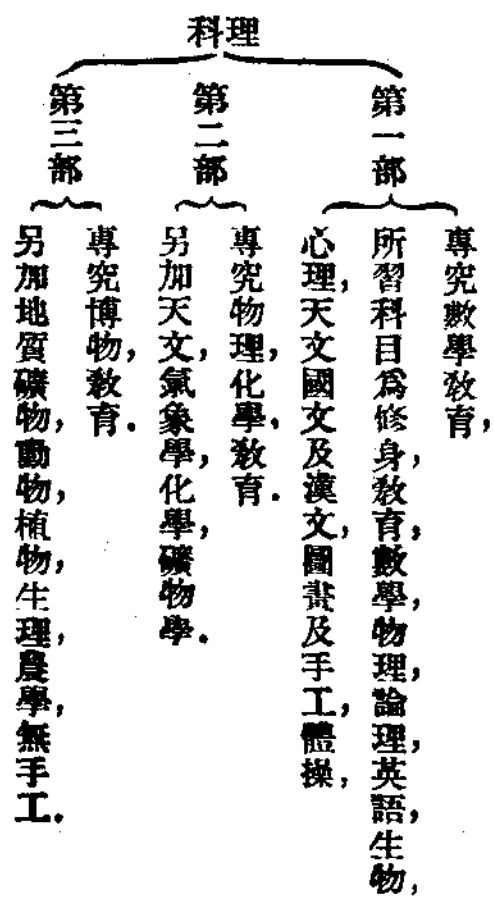 理科
第一部
專究數學敎育,
所習科目爲修身,敎育,數學,物理,論理,英語,生物,
心理,天文國文及漢文,圖畫及手工,體操,
第二部
專究物理,化學,敎育.
另加天文,氣象學,化學,礦物學.
第三部
專究博物,敎育.
另加地質礦物,動物,植物,生理,農學,無手工.